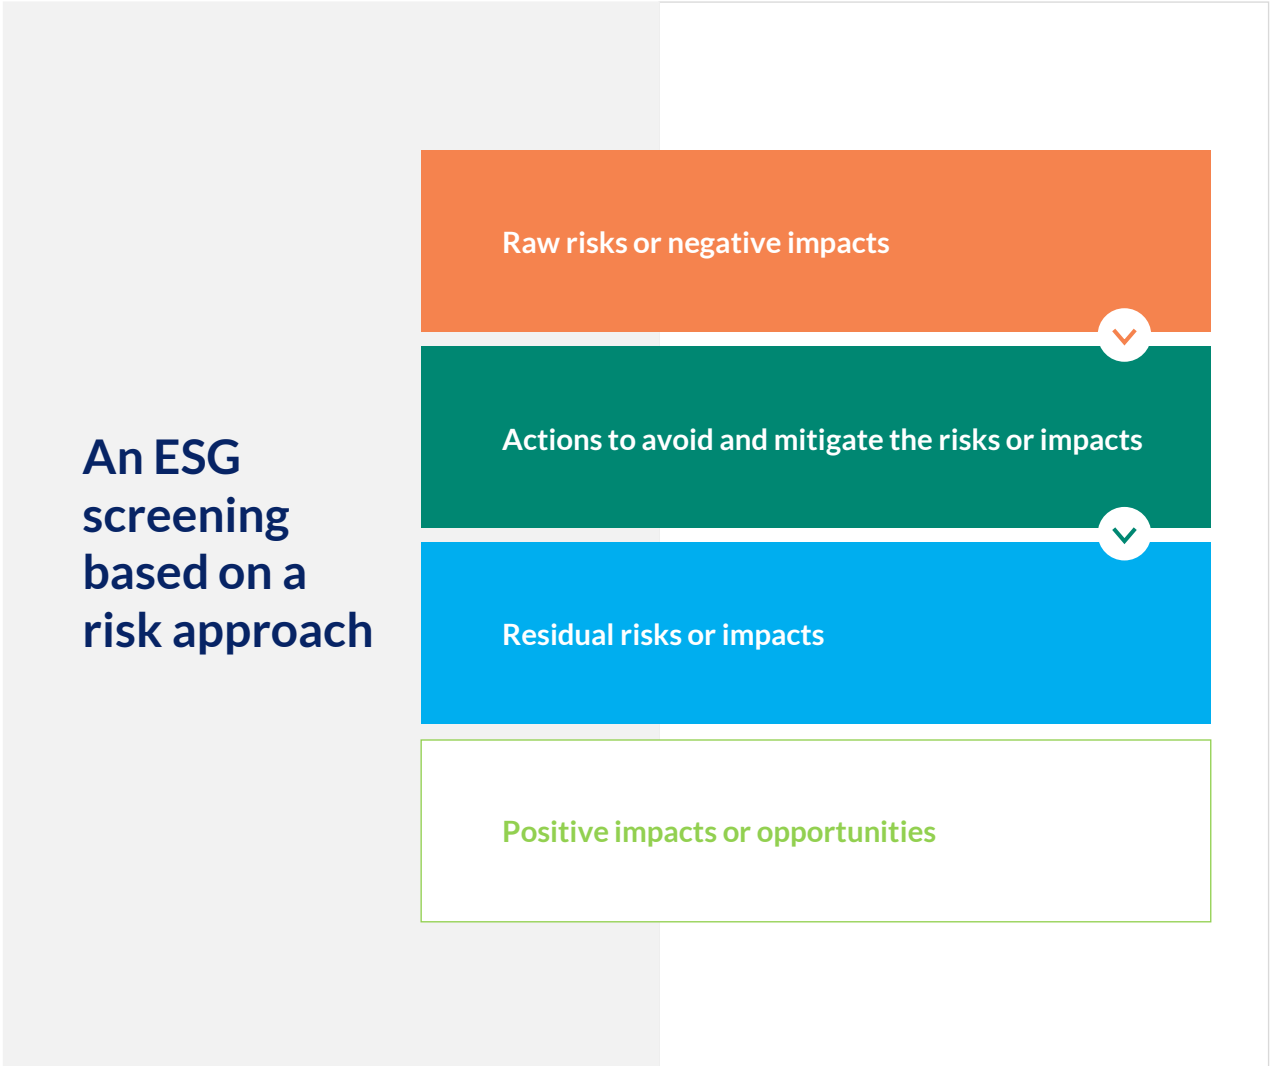 An ESG
screening
based on a
risk approach
Raw risks or negative impacts
Actions to avoid and mitigate the risks or impacts
Residual risks or impacts
Positive impacts or opportunities